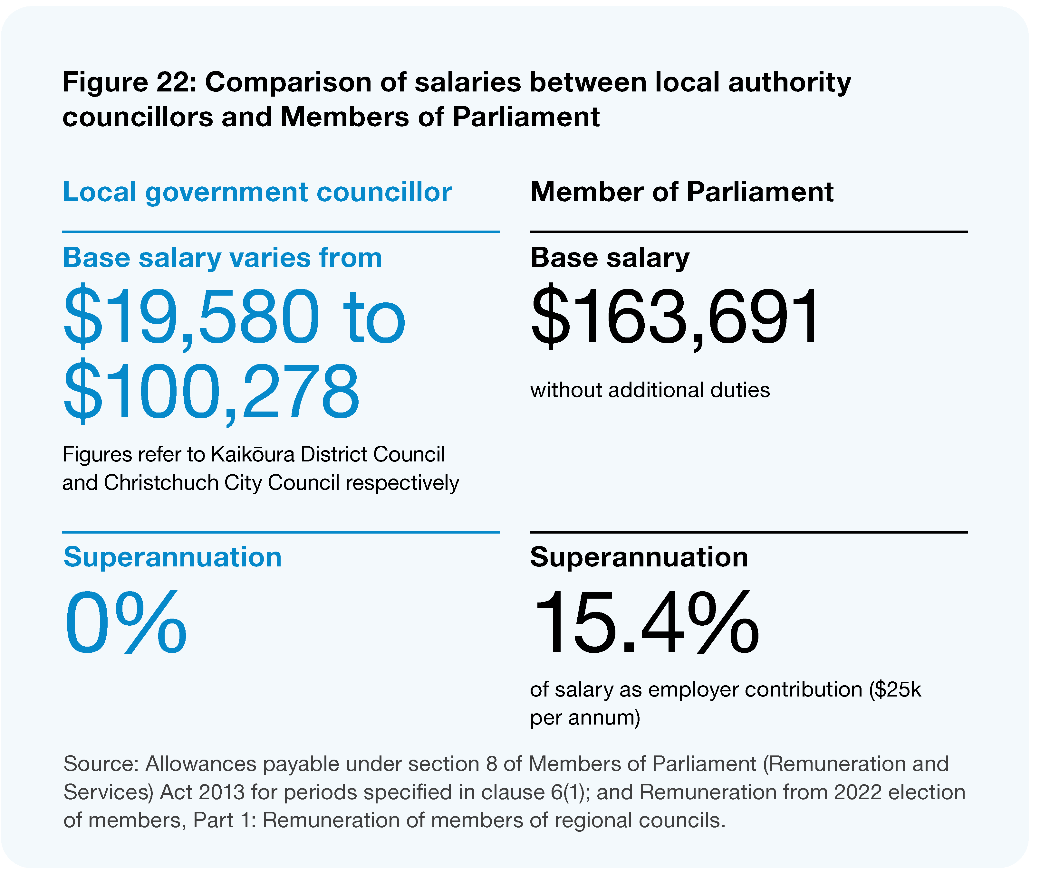 Figure 22: Comparison of salaries between local authority
councillors and Members of Parliament
Local government councillor
Base salary varies from
$19,580 to
$100,278
Figures refer to Kaikōura District Council
and Christchuch City Council respectively
Superannuation
0%
Member of Parliament
Base salary
$163,691
without additional duties
Superannuation
15.4%
of salary as employer contribution ($25k
per annum)
Source: Allowances payable under section 8 of Members of Parliament (Remuneration and
Services) Act 2013 for periods specified in clause 6(1); and Remuneration from 2022 election
of members, Part 1: Remuneration of members of regional councils.